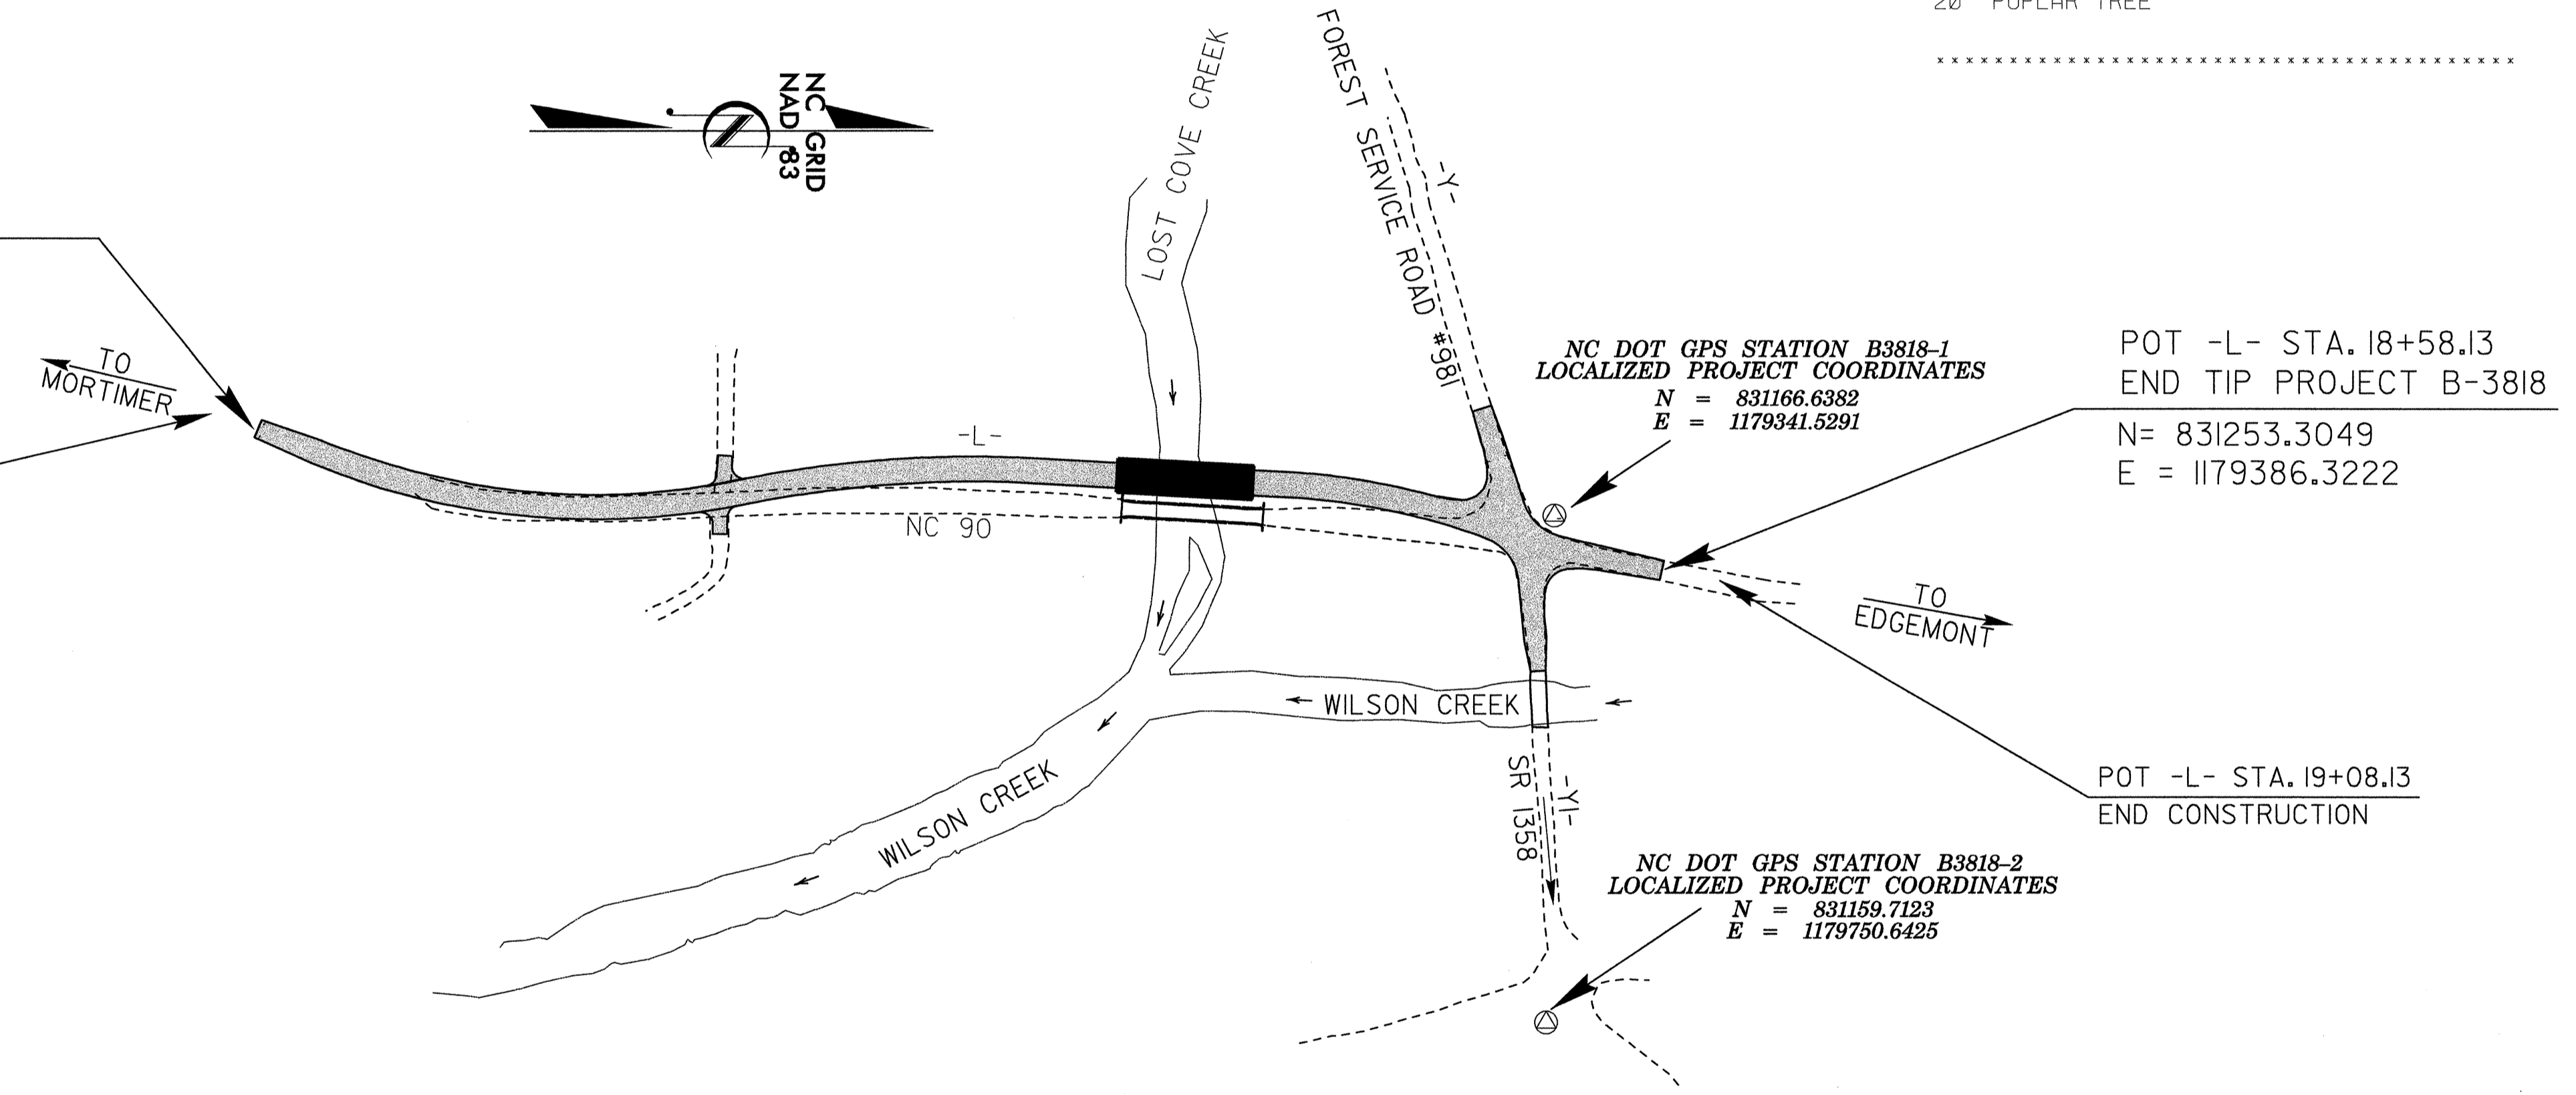 20" POPLAR TREE
* * * * * * * * * * * * * * * * * * * * * * * * * * * * * * * * * * * * * * * *
NC GRID
NAD 83
LOST COVE CREEK
FOREST SERVICE ROAD #981
-Y-
TO
MORTIMER
-L-
NC 90
NC DOT GPS STATION B3818-1
LOCALIZED PROJECT COORDINATES
N = 831166.6382
E = 1179341.5291
POT -L- STA. 18+58.13
END TIP PROJECT B-3818
N= 831253.3049
E = 1179386.3222
TO
EDGEMONT
WILSON CREEK
WILSON CREEK
SR 1358
-Y1-
POT -L- STA. 19+08.13
END CONSTRUCTION
NC DOT GPS STATION B3818-2
LOCALIZED PROJECT COORDINATES
N = 831159.7123
E = 1179750.6425